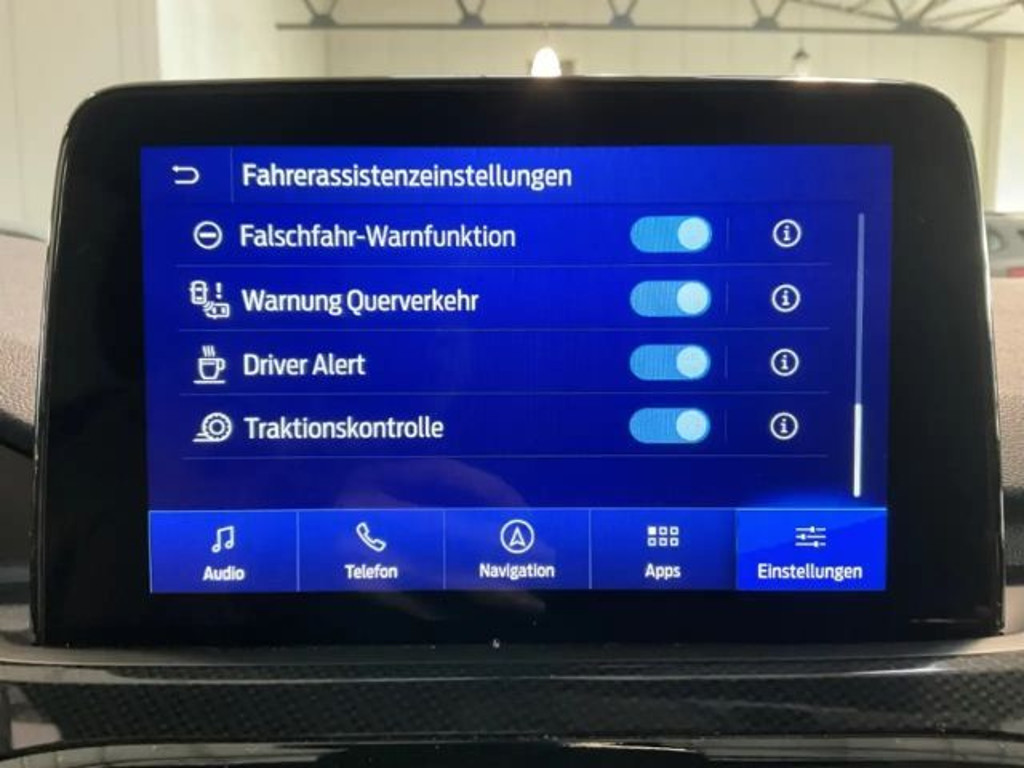 Fahrerassistenzeinstellungen
Falschfahr-Warnfunktion
Warnung Querverkehr
Driver Alert
Traktionskontrolle
Audio
Telefon
Navigation
Apps
Einstellungen